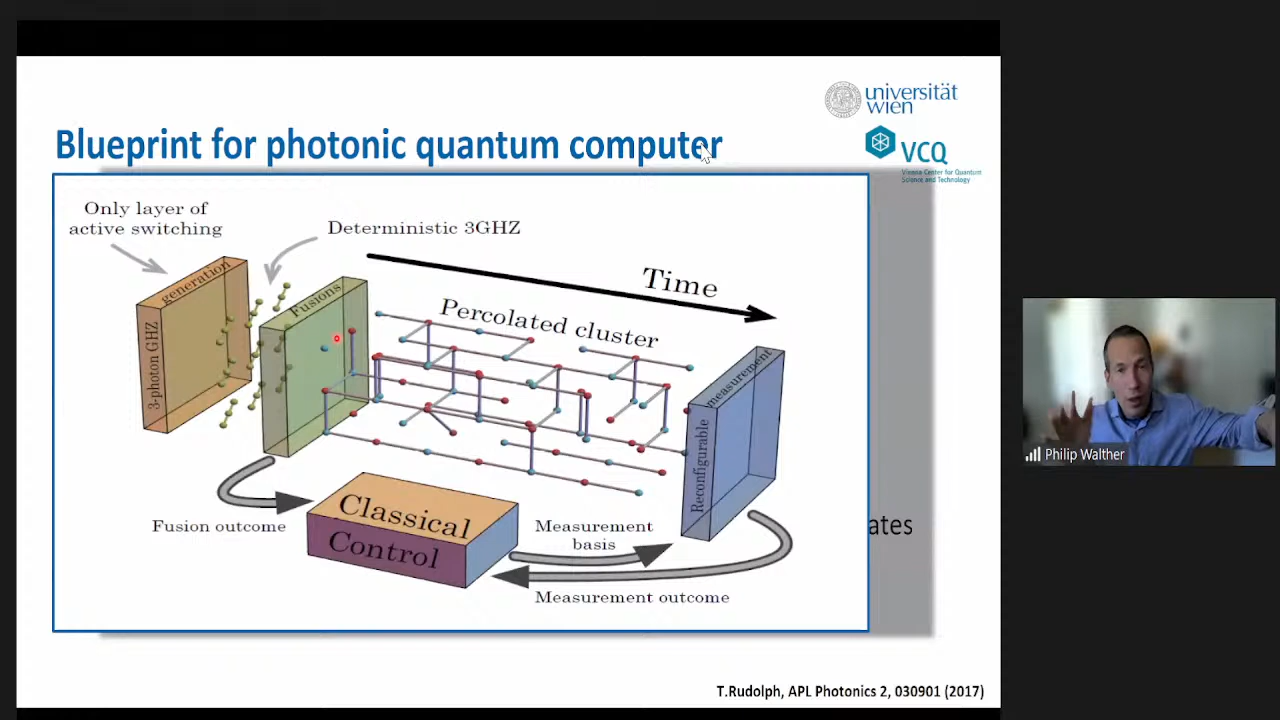 universität
wien
VCQ
Vienna Center for Quantum
Science and Technology
Blueprint for photonic quantum computer
Only layer of
active switching
Deterministic 3GHZ
Time
Percolated cluster
3-photon GHZ
generation
Fusions
Reconfigurable
measurement
Classical
Control
Fusion outcome
Measurement
basis
Measurement outcome
ates
T.Rudolph, APL Photonics 2, 030901 (2017)
Philip Walther